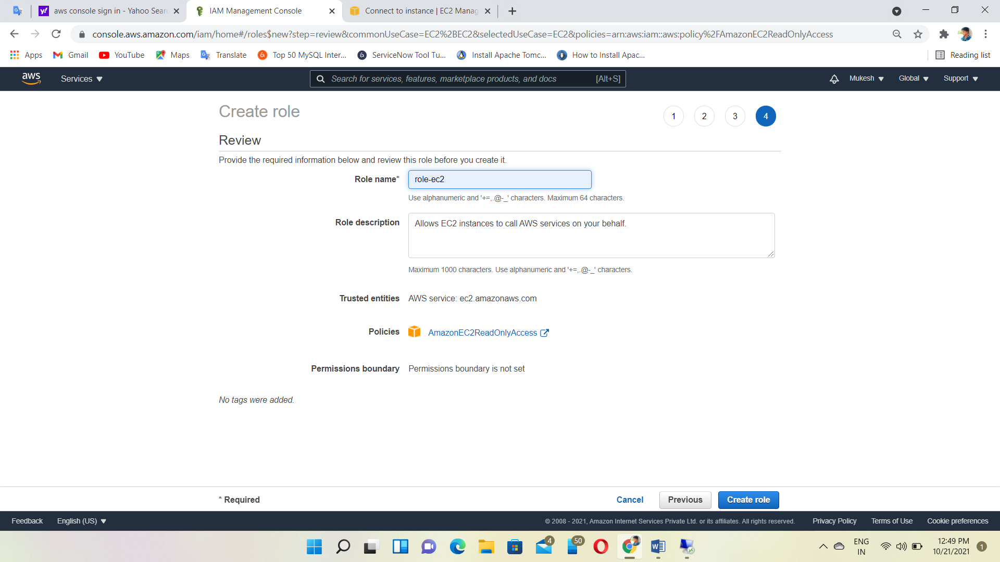 aws console sign in - Yahoo Sear
IAM Management Console
Connect to instance | EC2 Manag
console.aws.amazon.com/iam/home#/roles$new?step=review&commonUseCase=EC2%2BEC2&selectedUseCase=EC2&policies=arn:aws:iam::aws:policy%2FAmazonEC2ReadOnlyAccess
Apps
Gmail
YouTube
Maps
Translate
Top 50 MySQL Inter...
ServiceNow Tool Tu...
Install Apache Tomc...
How to Install Apac...
Reading list
aws
Services
Search for services, features, marketplace products, and docs
[Alt+S]
Mukesh
Global
Support
Create role
1
2
3
4
Review
Provide the required information below and review this role before you create it.
Role name*
role-ec2
Use alphanumeric and '+=,.@-_' characters. Maximum 64 characters.
Role description
Allows EC2 instances to call AWS services on your behalf.
Maximum 1000 characters. Use alphanumeric and '+=,.@-_' characters.
Trusted entities
AWS service: ec2.amazonaws.com
Policies
AmazonEC2ReadOnlyAccess
Permissions boundary
Permissions boundary is not set
No tags were added.
* Required
Cancel
Previous
Create role
Feedback
English (US)
© 2008 - 2021, Amazon Internet Services Private Ltd. or its affiliates. All rights reserved.
Privacy Policy
Terms of Use
Cookie preferences
4
50
ENG
IN
12:49 PM
10/21/2021
1